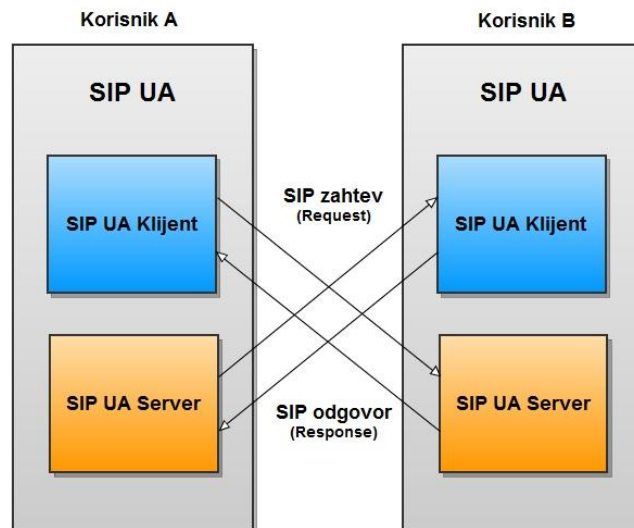 Korisnik A
Korisnik B
SIP UA
SIP UA
SIP UA Klijent
SIP zahtev
(Request)
SIP UA Klijent
SIP UA Server
SIP odgovor
(Response)
SIP UA Server